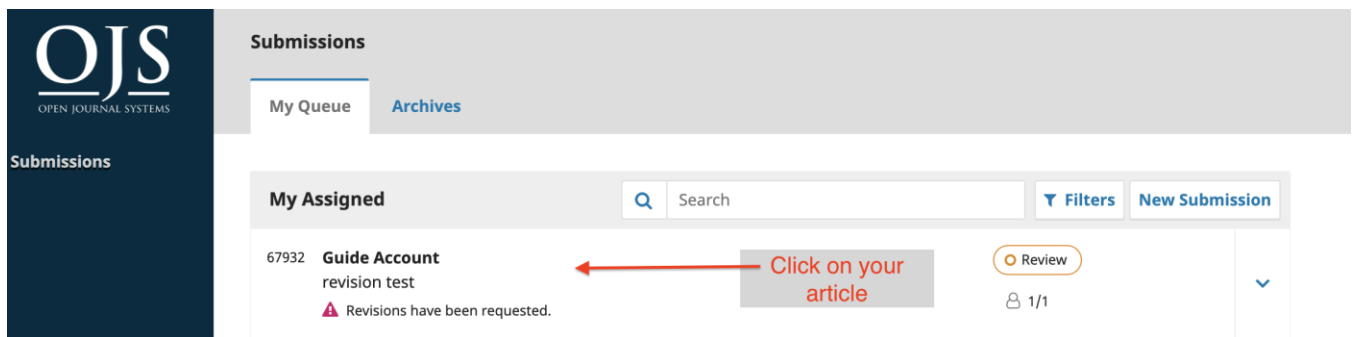 OJS
OPEN JOURNAL SYSTEMS
Submissions
Submissions
My Queue
Archives
My Assigned
Search
Filters
New Submission
67932
Guide Account
revision test
Revisions have been requested.
Click on your
article
Review
1/1